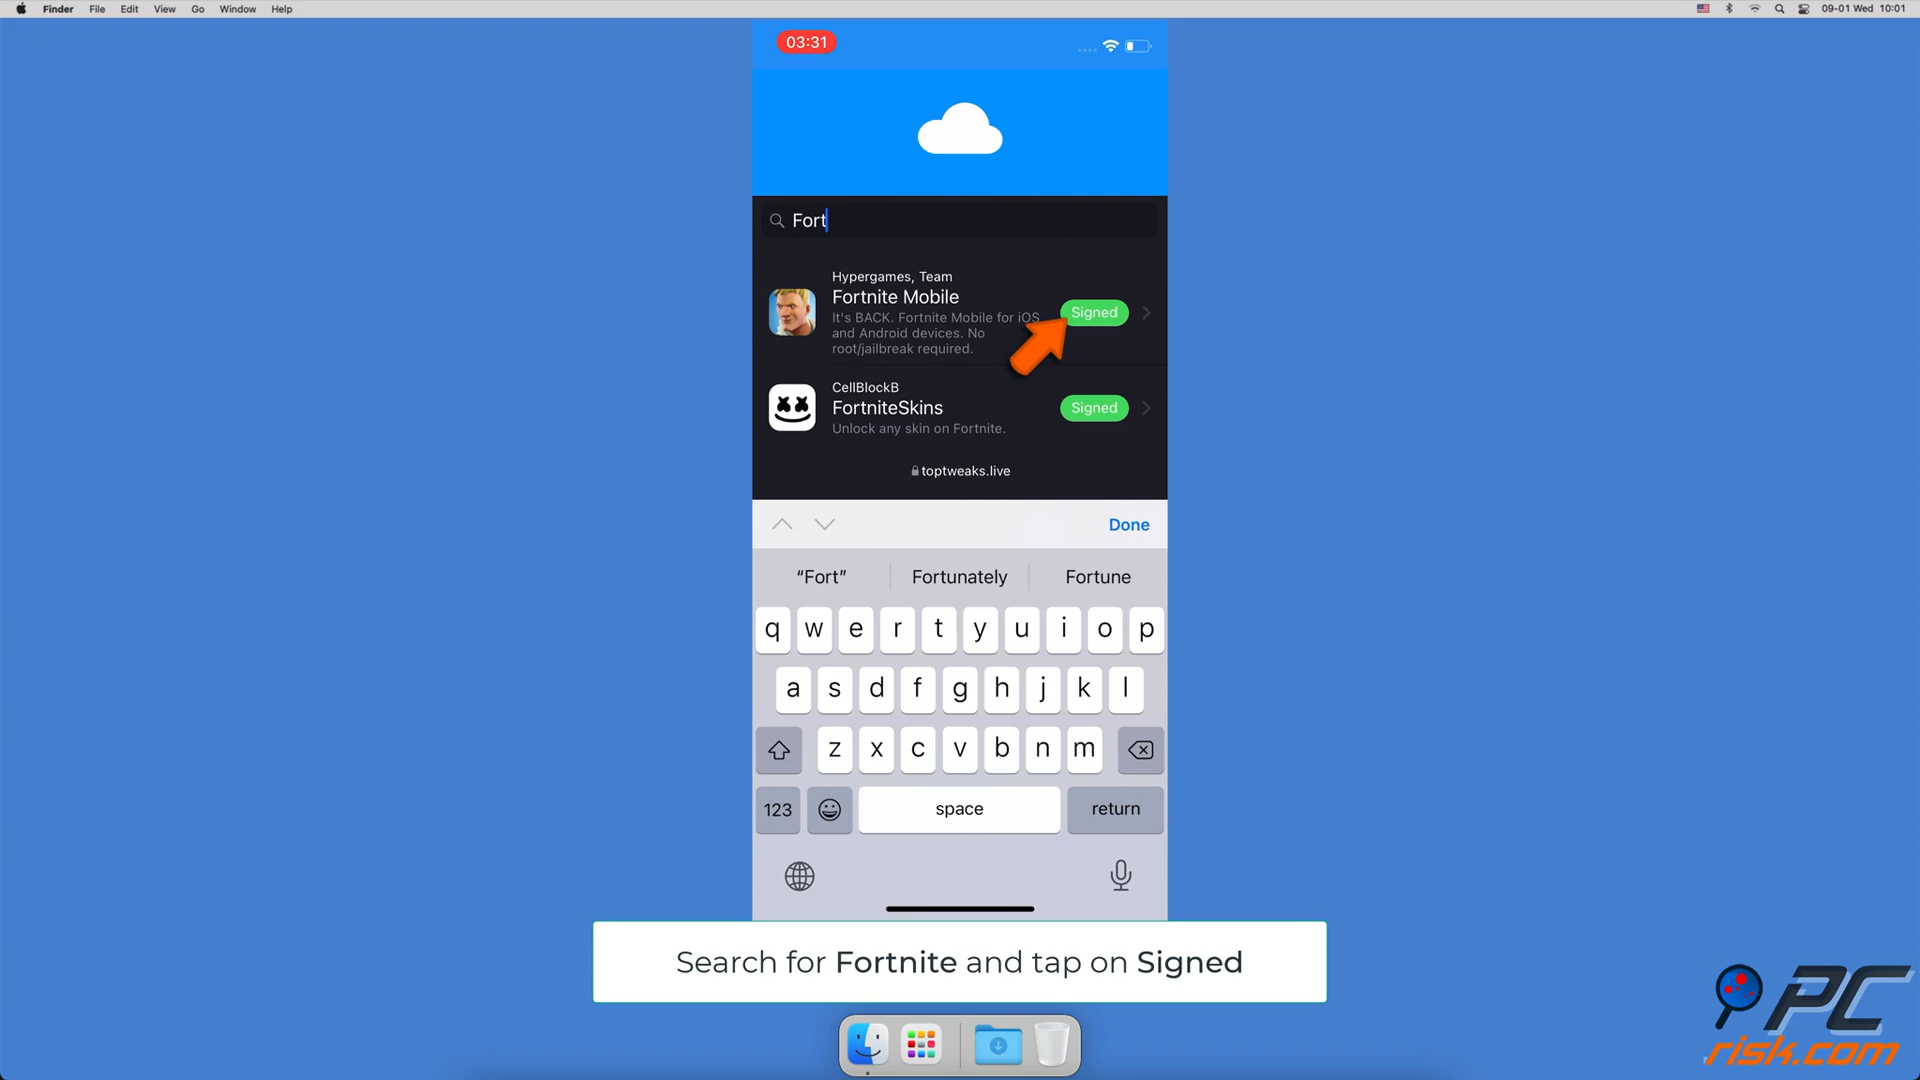 Finder File Edit View Go Window Help 09-01 Wed 10:01
03:31
Fort
Hypergames, Team
Fortnite Mobile
It's BACK. Fortnite Mobile for iOS
and Android devices. No
root/jailbreak required.
Signed
CellBlockB
FortniteSkins
Unlock any skin on Fortnite.
Signed
toptweaks.live
Done
“Fort” Fortunately Fortune
q w e r t y u i o p
a s d f g h j k l
z x c v b n m
123 space return
Search for Fortnite and tap on Signed
PC
risk.com